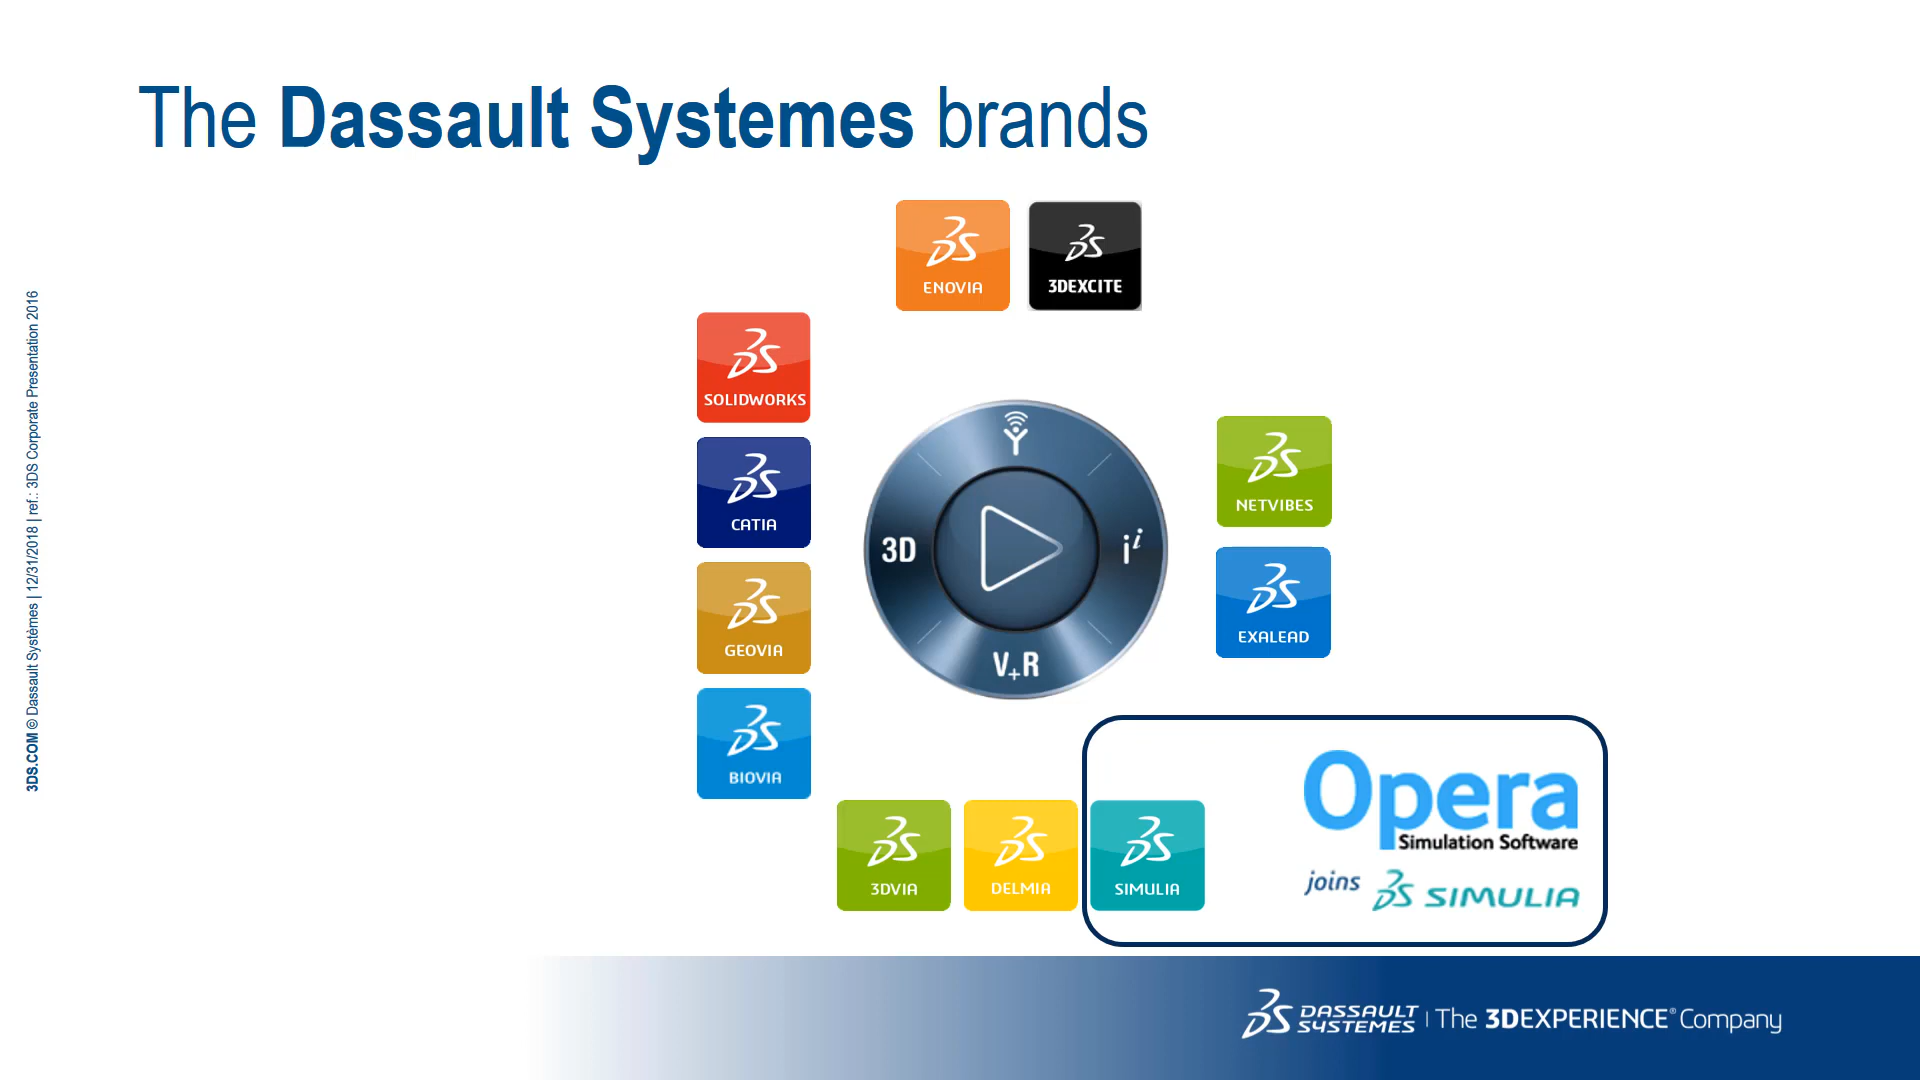 The Dassault Systemes brands
3DS.COM © Dassault Systèmes | 12/31/2018 | ref.: 3DS Corporate Presentation 2016
ENOVIA
3DEXCITE
SOLIDWORKS
CATIA
GEOVIA
BIOVIA
3D
i i
V+R
NETVIBES
EXALEAD
3DVIA
DELMIA
SIMULIA
Opera
Simulation Software
joins SIMULIA
DASSAULT SYSTEMES | The 3DEXPERIENCE® Company